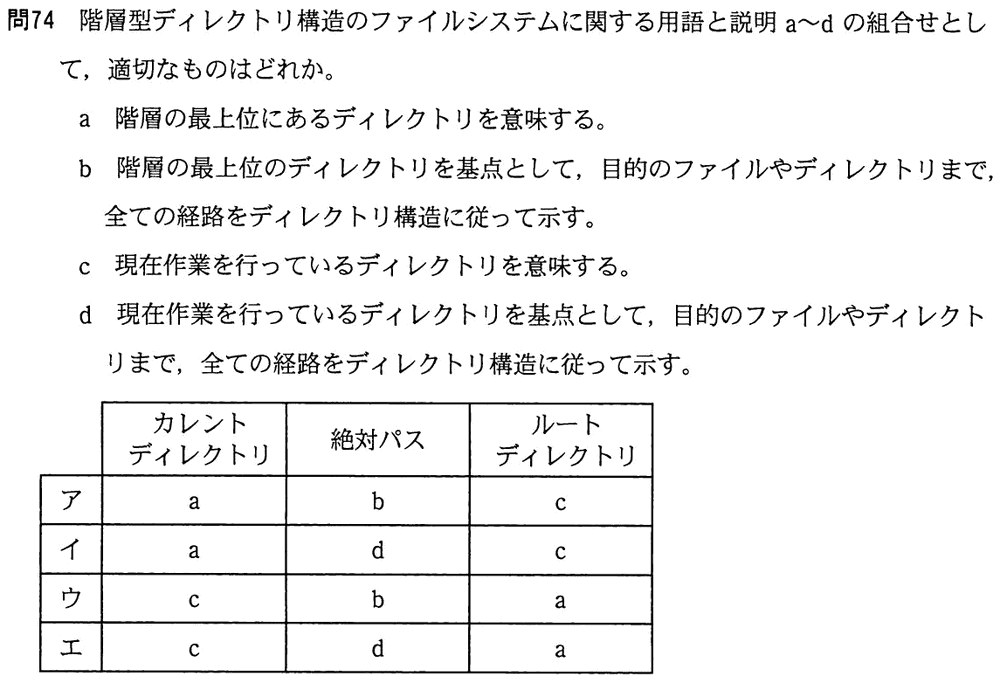 問74 階層型ディレクトリ構造のファイルシステムに関する用語と説明 a〜d の組合せとし
て，適切なものはどれか。
a 階層の最上位にあるディレクトリを意味する。
b 階層の最上位のディレクトリを基点として，目的のファイルやディレクトリまで，
全ての経路をディレクトリ構造に従って示す。
c 現在作業を行っているディレクトリを意味する。
d 現在作業を行っているディレクトリを基点として，目的のファイルやディレクト
リまで，全ての経路をディレクトリ構造に従って示す。
カレント
ディレクトリ
絶対パス
ルート
ディレクトリ
ア a b c
イ a d c
ウ c b a
エ c d a